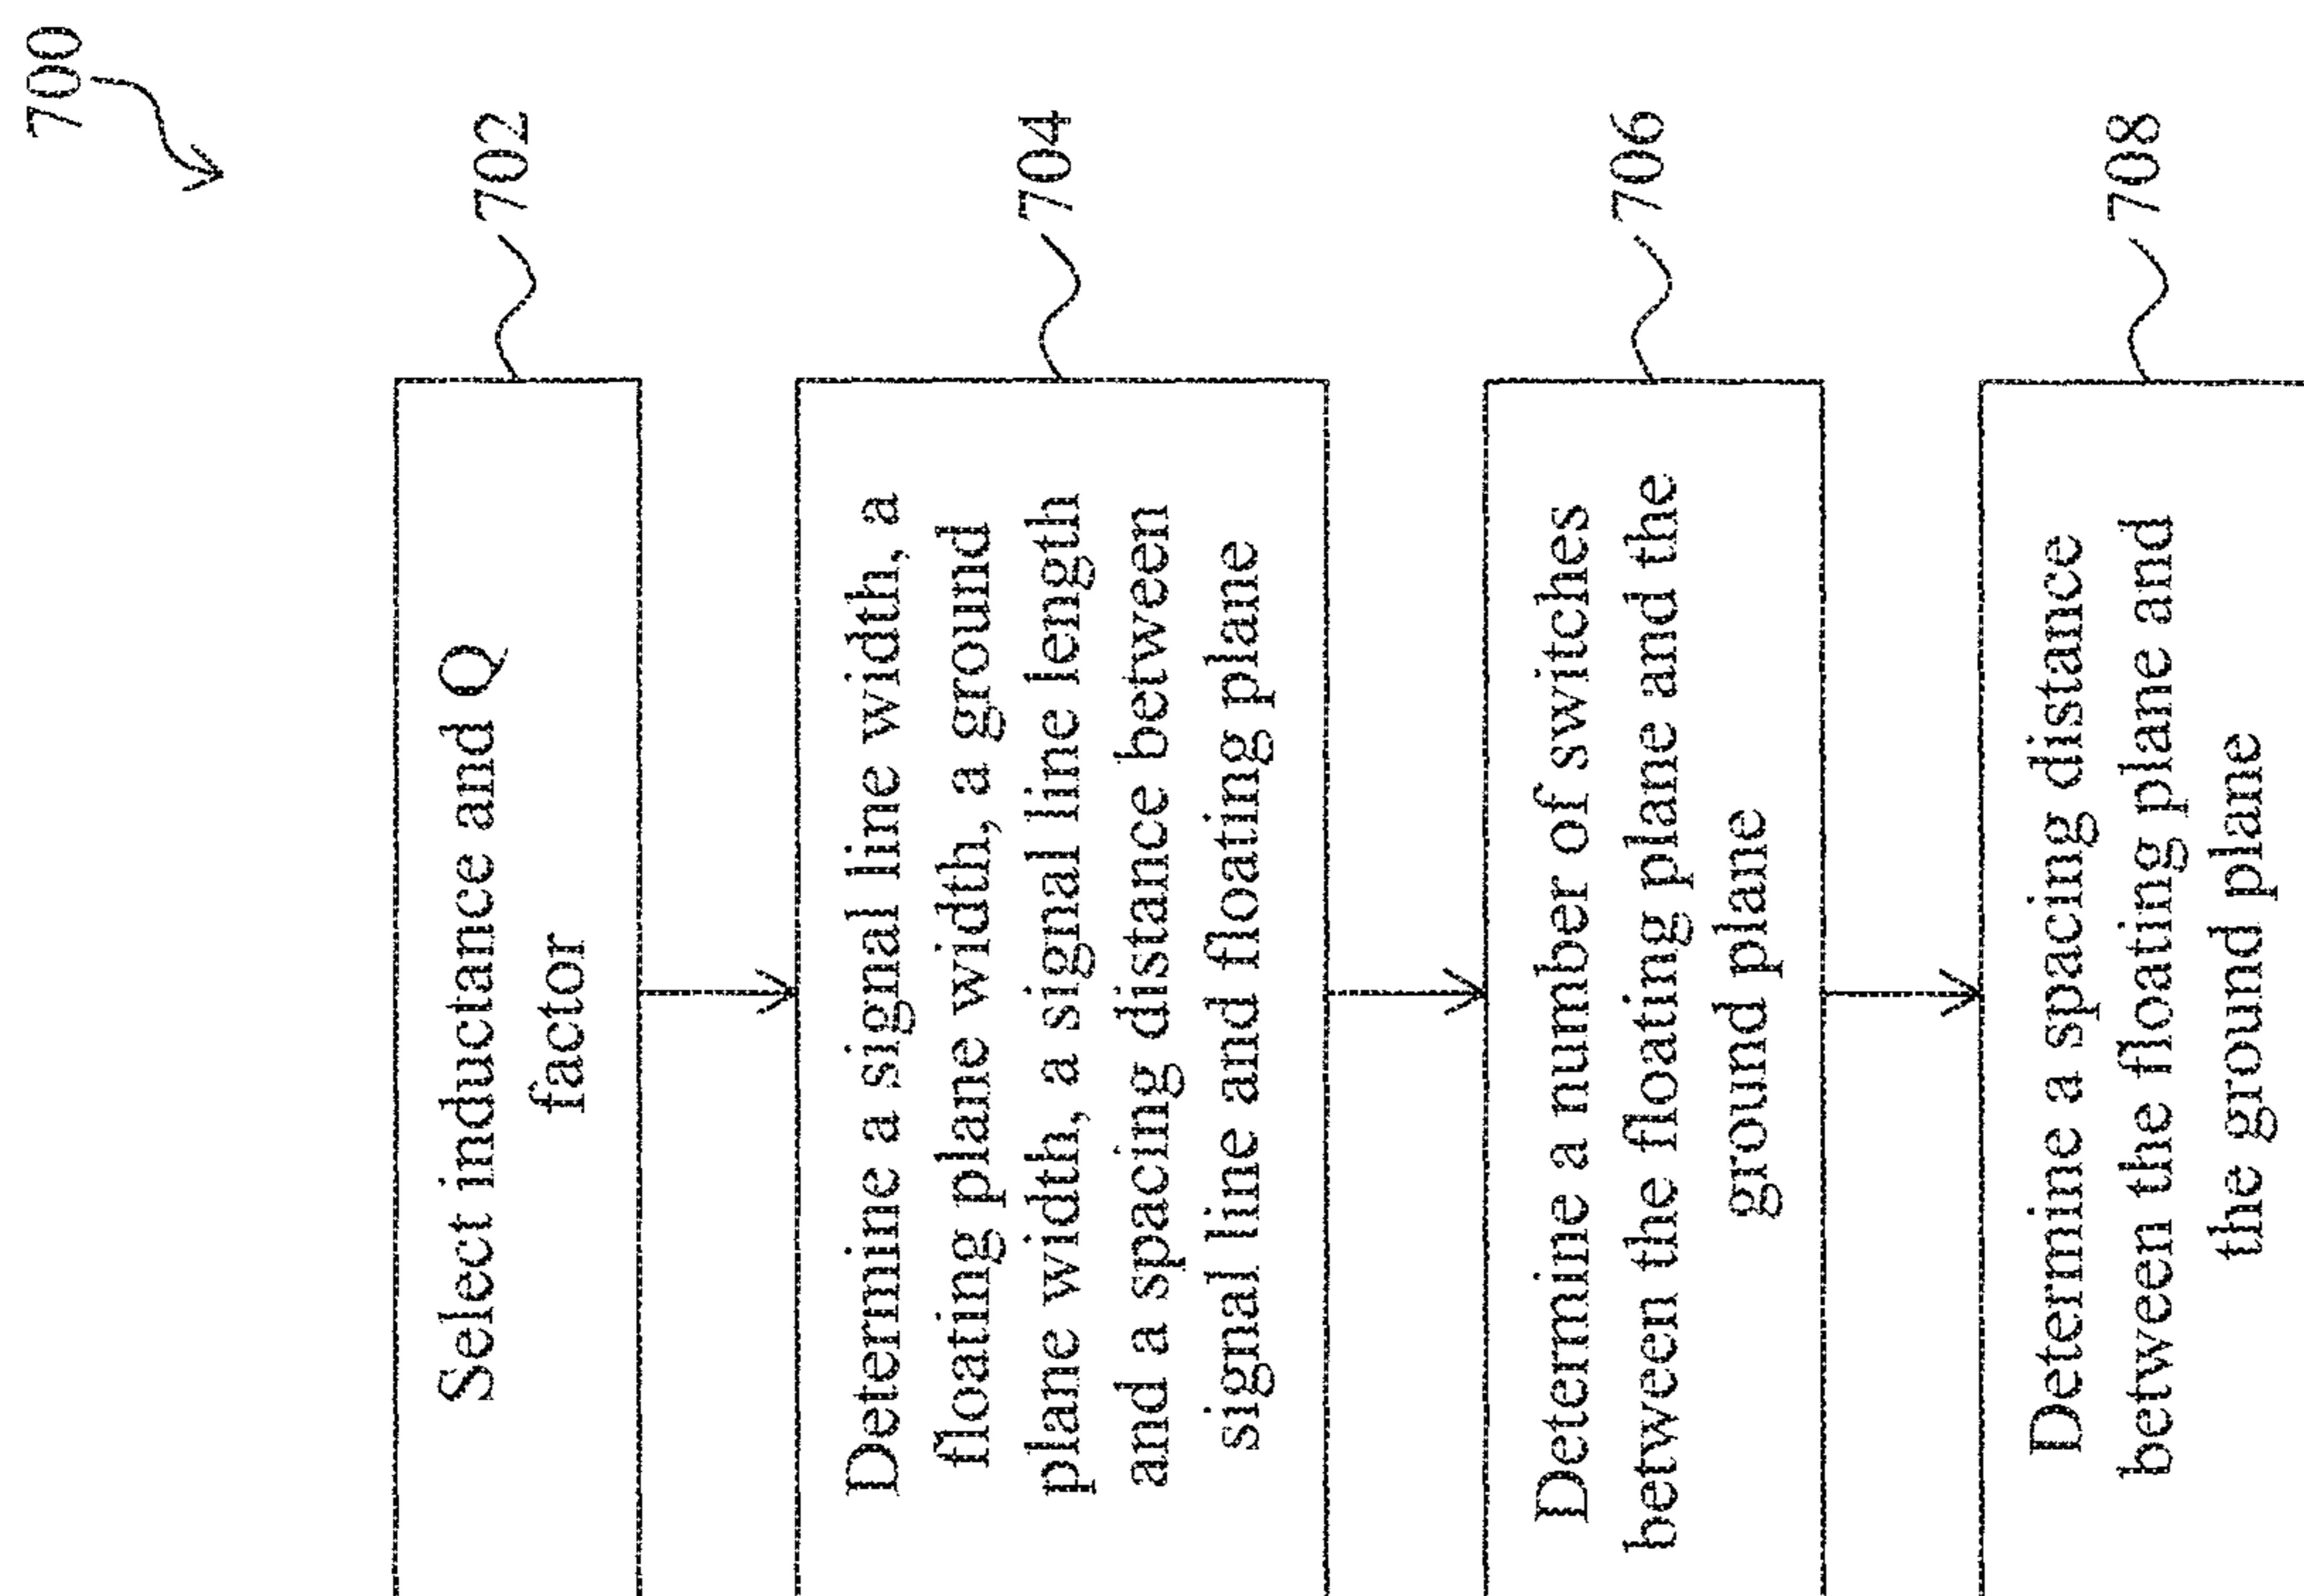 700
Select inductance and Q
factor
702
Determine a signal line width, a
floating plane width, a ground
plane width, a signal line length
and a spacing distance between
signal line and floating plane
704
Determine a number of switches
between the floating plane and the
ground plane
706
Determine a spacing distance
between the floating plane and
the ground plane
708